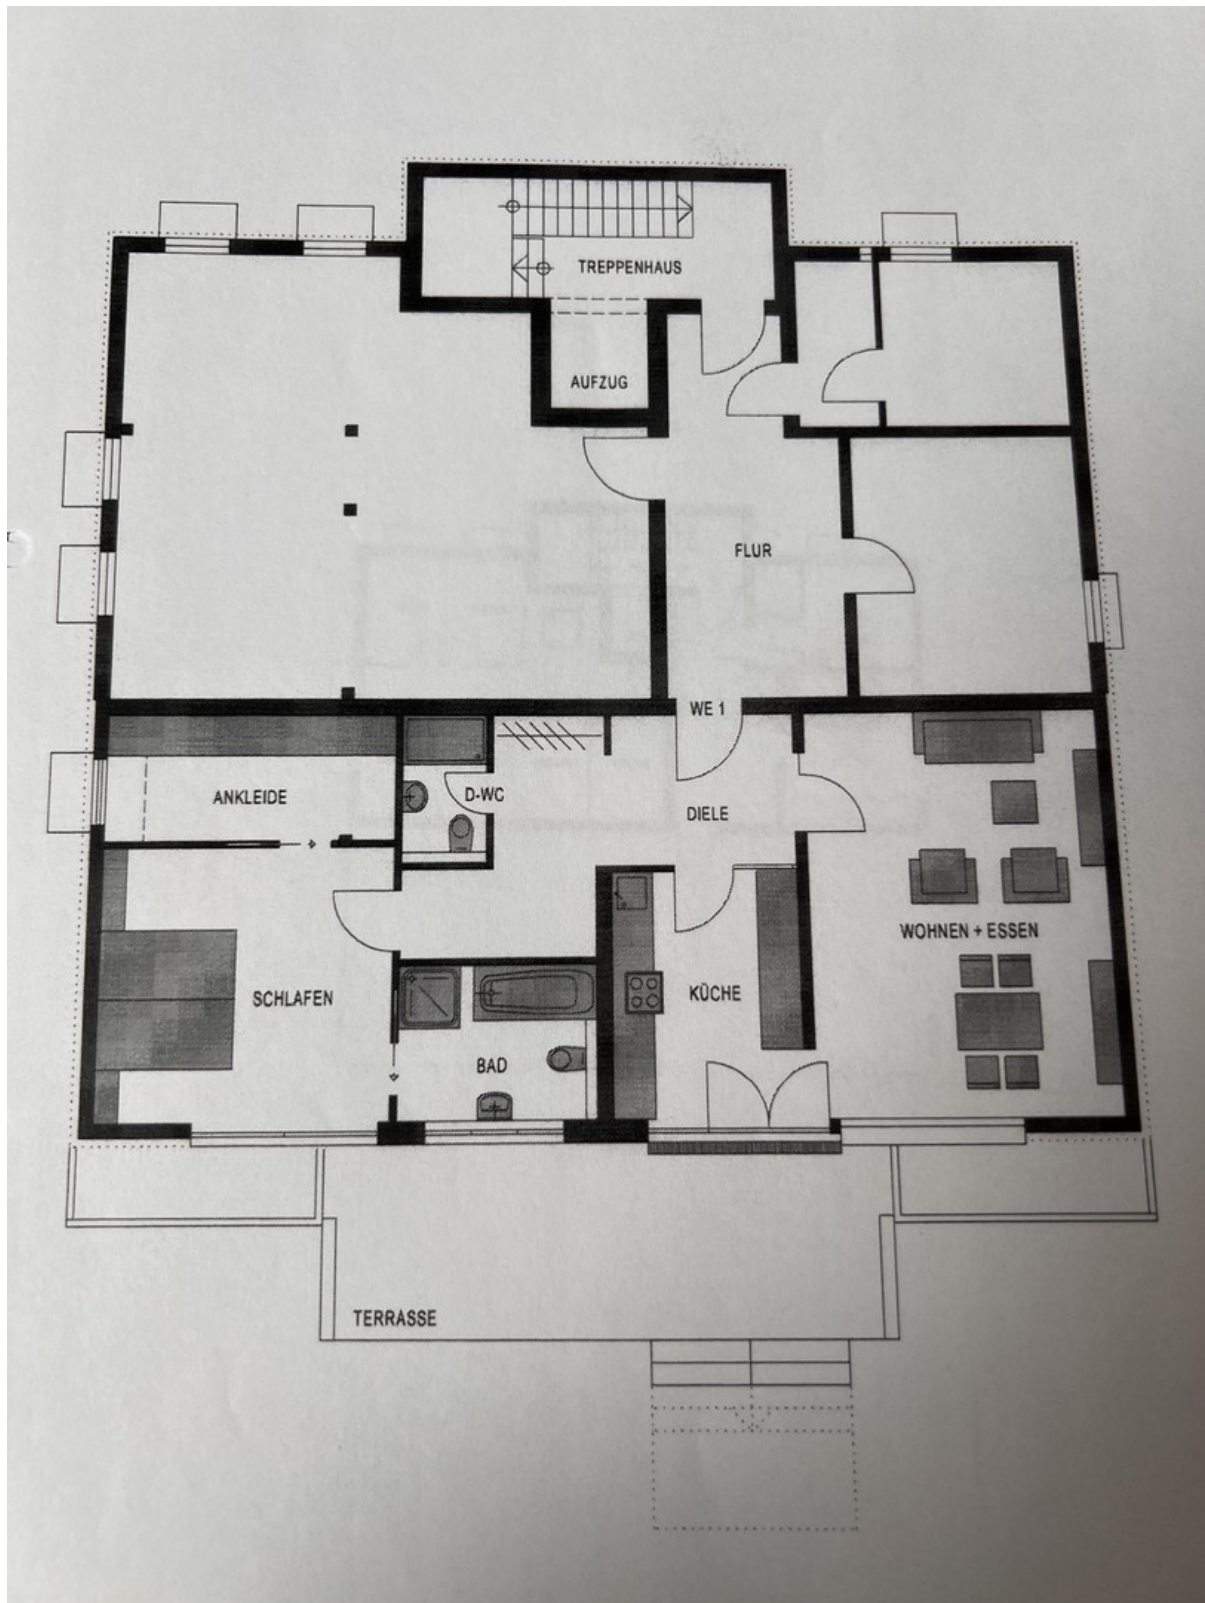 TREPPENHAUS
AUFZUG
FLUR
WE 1
ANKLEIDE
D-WC
DIELE
WOHNEN + ESSEN
SCHLAFEN
KÜCHE
BAD
TERRASSE